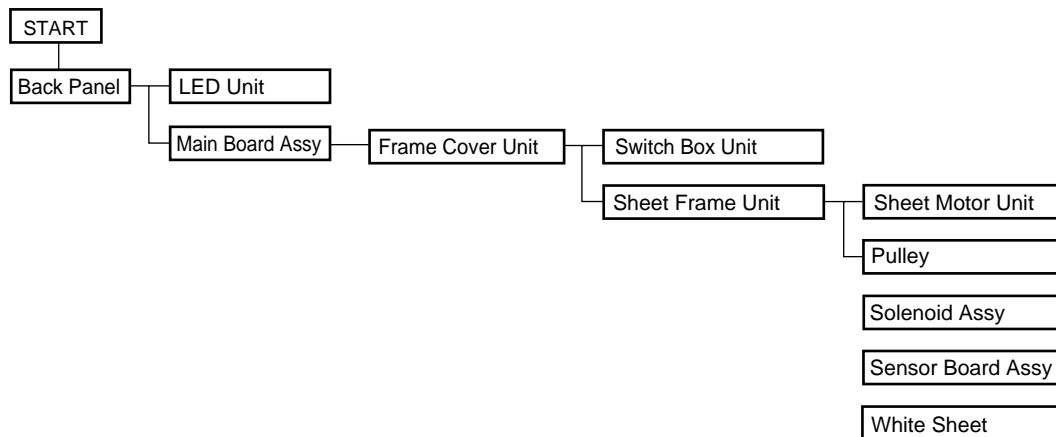 START
Back Panel
LED Unit
Main Board Assy
Frame Cover Unit
Switch Box Unit
Sheet Frame Unit
Sheet Motor Unit
Pulley
Solenoid Assy
Sensor Board Assy
White Sheet